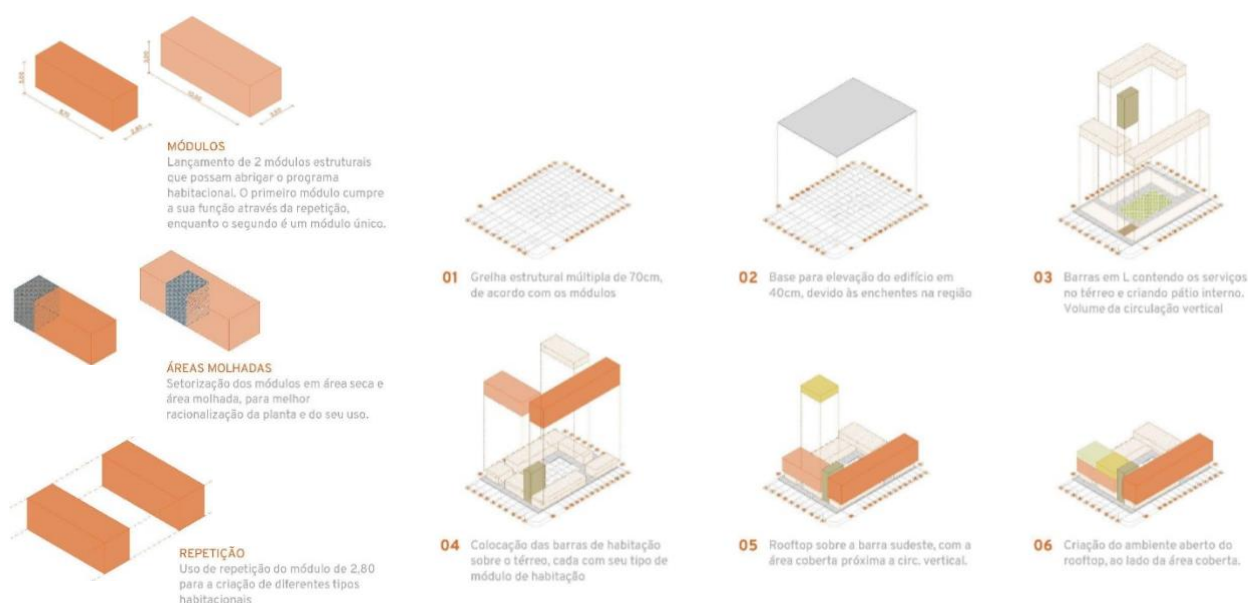 MÓDULOS
Lançamento de 2 módulos estruturais
que possam abrigar o programa
habitacional. O primeiro módulo cumpre
a sua função através da repetição,
enquanto o segundo é um módulo único.
ÁREAS MOLHADAS
Setorização dos módulos em área seca e
área molhada, para melhor
racionalização da planta e do seu uso.
REPETIÇÃO
Uso de repetição do módulo de 2,80
para a criação de diferentes tipos
habitacionais
01 Grelha estrutural múltipla de 70cm,
de acordo com os módulos
02 Base para elevação do edifício em
40cm, devido às enchentes na região
03 Barras em L contendo os serviços
no térreo e criando pátio interno.
Volume da circulação vertical
04 Colocação das barras de habitação
sobre o térreo, cada com seu tipo de
módulo de habitação
05 Rooftop sobre a barra sudeste, com a
área coberta próxima a circ. vertical.
06 Criação do ambiente aberto do
rooftop, ao lado da área coberta.